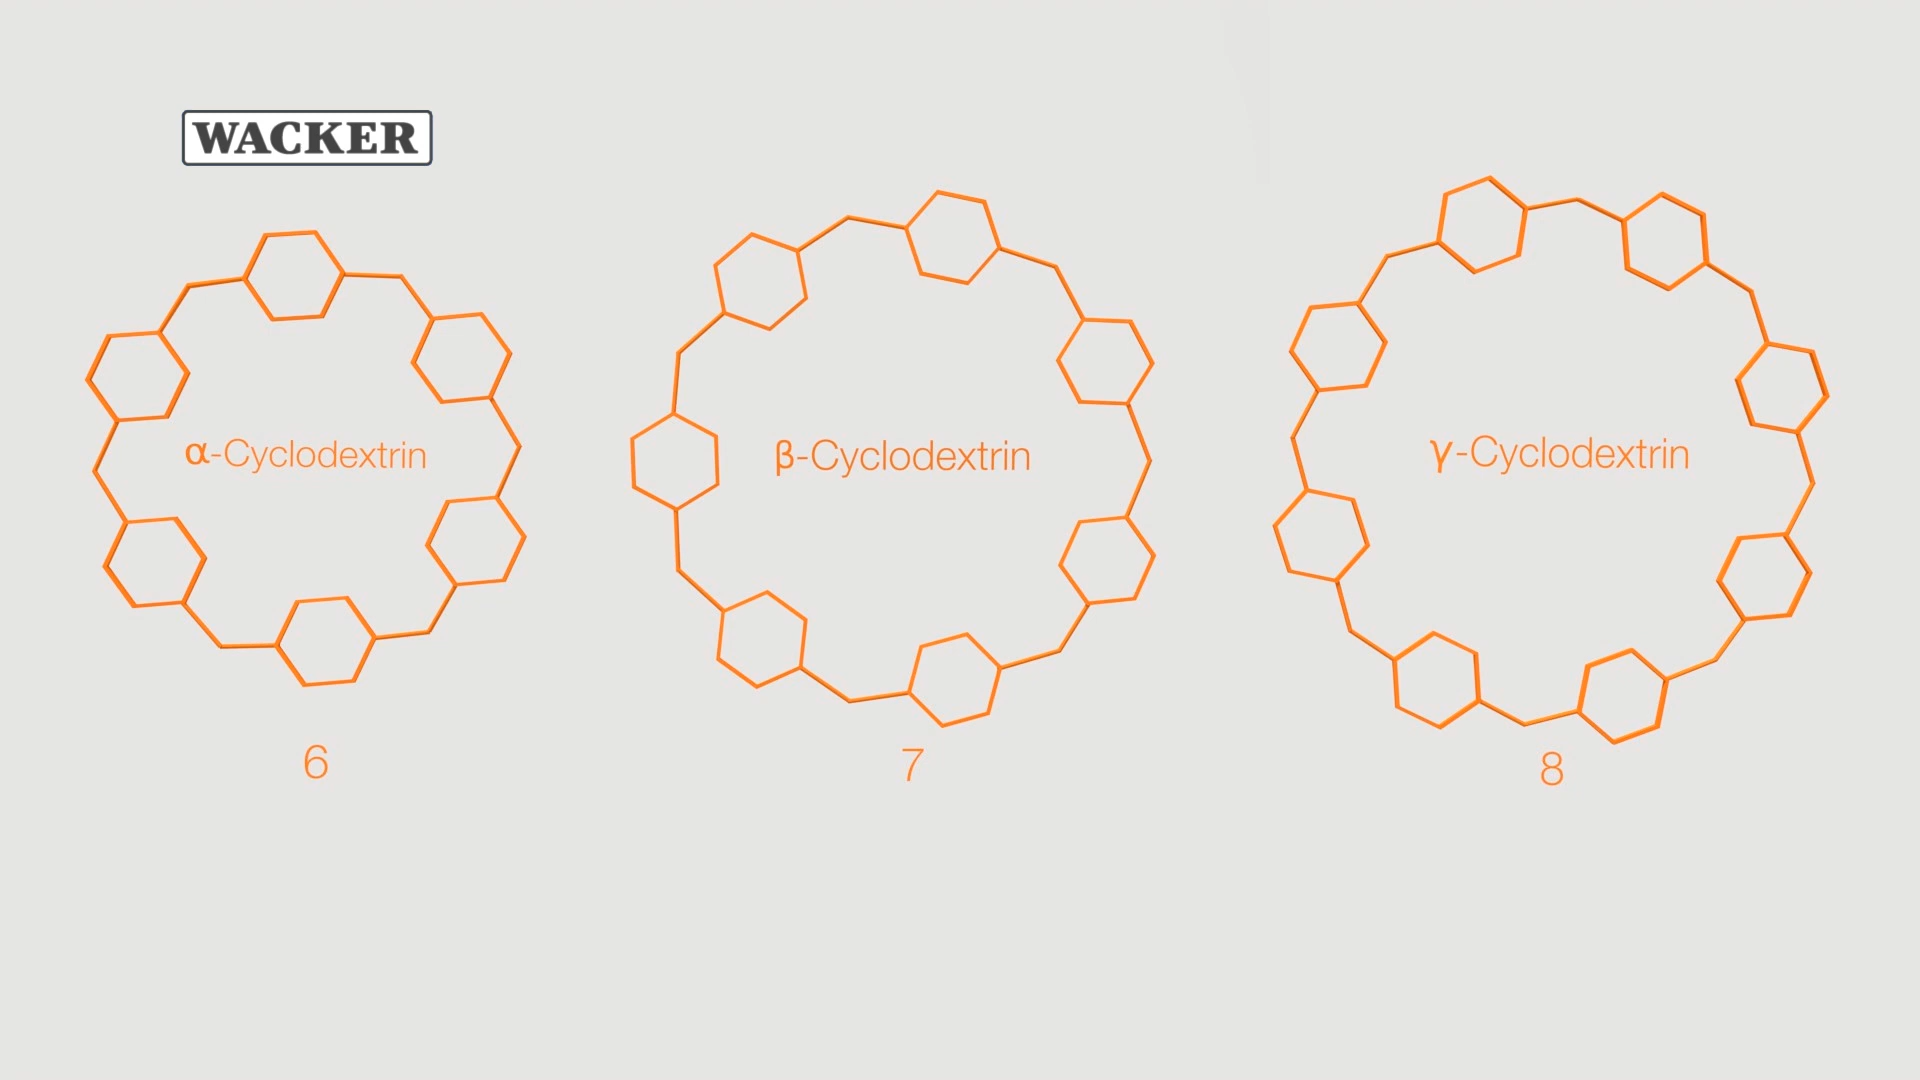 WACKER
α-Cyclodextrin
β-Cyclodextrin
γ-Cyclodextrin
6
7
8